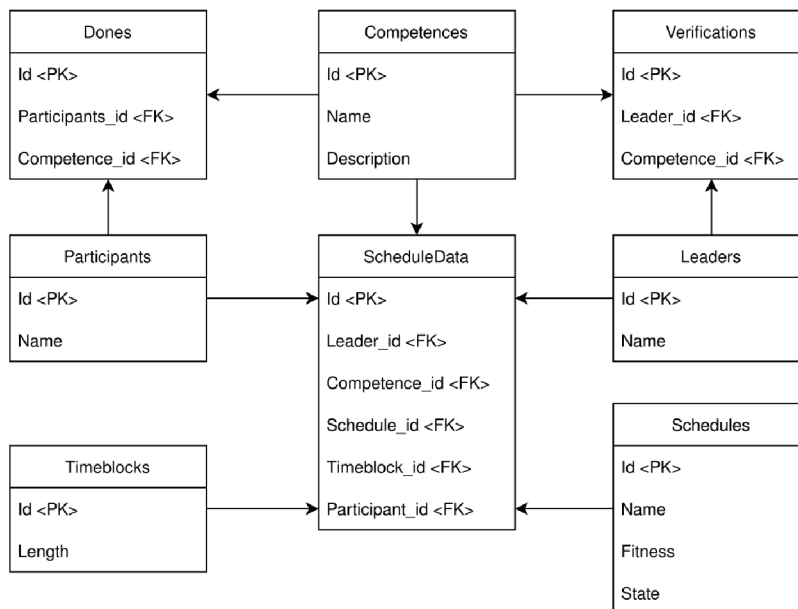 Dones
Id <PK>
Participants_id <FK>
Competence_id <FK>
Competences
Id <PK>
Name
Description
Verifications
Id <PK>
Leader_id <FK>
Competence_id <FK>
Participants
Id <PK>
Name
ScheduleData
Id <PK>
Leader_id <FK>
Competence_id <FK>
Schedule_id <FK>
Timeblock_id <FK>
Participant_id <FK>
Leaders
Id <PK>
Name
Timeblocks
Id <PK>
Length
Schedules
Id <PK>
Name
Fitness
State